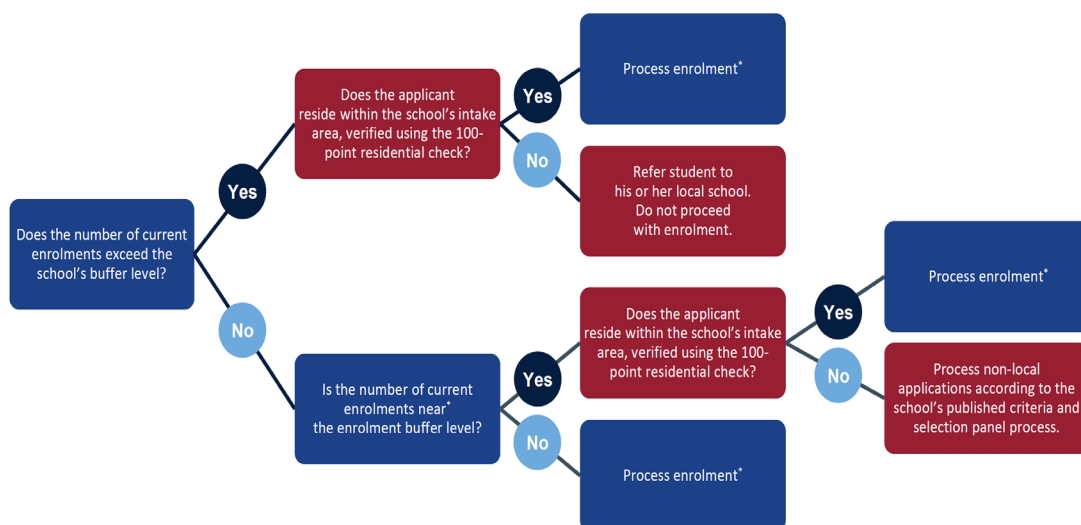 Does the number of current
enrolments exceed the
school's buffer level?
Yes
Does the applicant
reside within the school's intake
area, verified using the 100-
point residential check?
Yes
Process enrolment*
No
Refer student to
his or her local school.
Do not proceed
with enrolment.
No
Is the number of current
enrolments near*
the enrolment buffer level?
Yes
Does the applicant
reside within the school's intake
area, verified using the 100-
point residential check?
Yes
Process enrolment*
No
Process non-local
applications according to the
school's published criteria and
selection panel process.
No
Process enrolment*